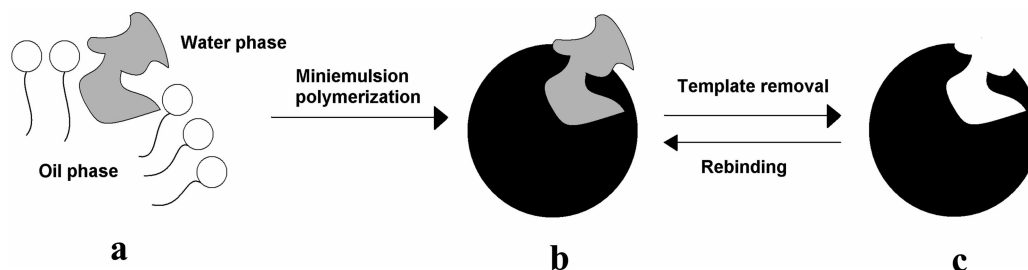 Water phase
Oil phase
Miniemulsion
polymerization
Template removal
Rebinding
a
b
c